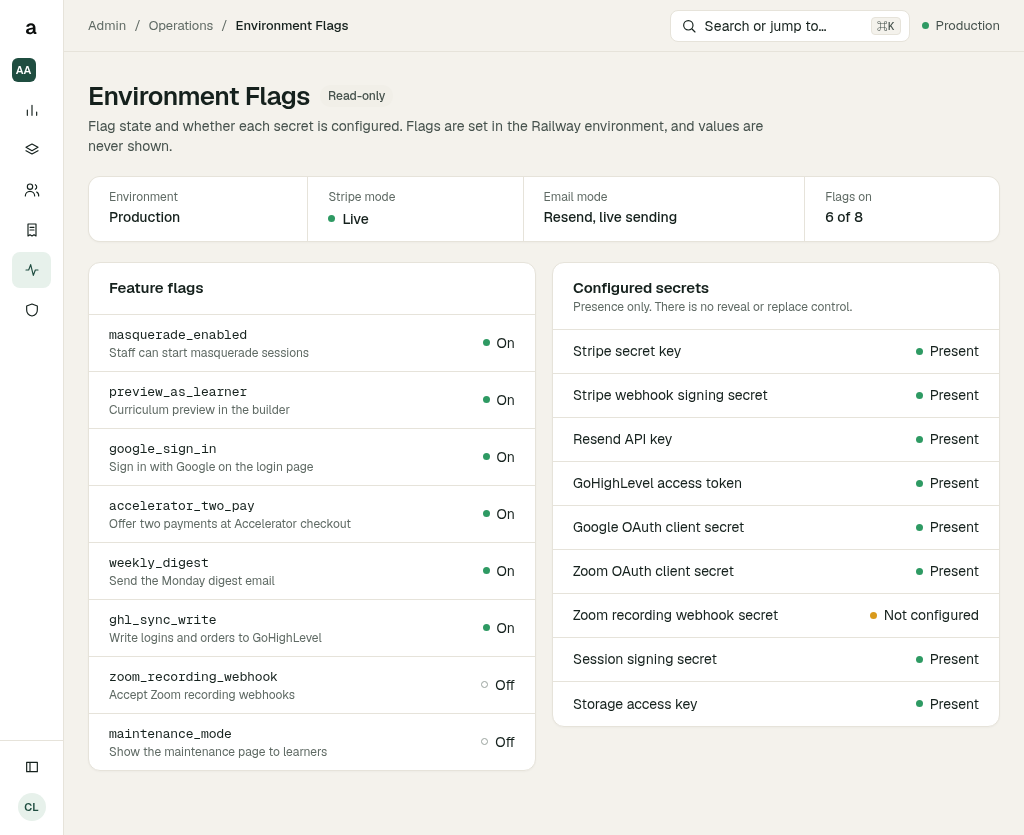 a
AA
CL
Admin / Operations / Environment Flags
Search or jump to... ⌘K
Production
Environment Flags
Read-only
Flag state and whether each secret is configured. Flags are set in the Railway environment, and values are
never shown.
Environment
Production
Stripe mode
Live
Email mode
Resend, live sending
Flags on
6 of 8
Feature flags
masquerade_enabled
Staff can start masquerade sessions
On
preview_as_learner
Curriculum preview in the builder
On
google_sign_in
Sign in with Google on the login page
On
accelerator_two_pay
Offer two payments at Accelerator checkout
On
weekly_digest
Send the Monday digest email
On
ghl_sync_write
Write logins and orders to GoHighLevel
On
zoom_recording_webhook
Accept Zoom recording webhooks
Off
maintenance_mode
Show the maintenance page to learners
Off
Configured secrets
Presence only. There is no reveal or replace control.
Stripe secret key Present
Stripe webhook signing secret Present
Resend API key Present
GoHighLevel access token Present
Google OAuth client secret Present
Zoom OAuth client secret Present
Zoom recording webhook secret Not configured
Session signing secret Present
Storage access key Present